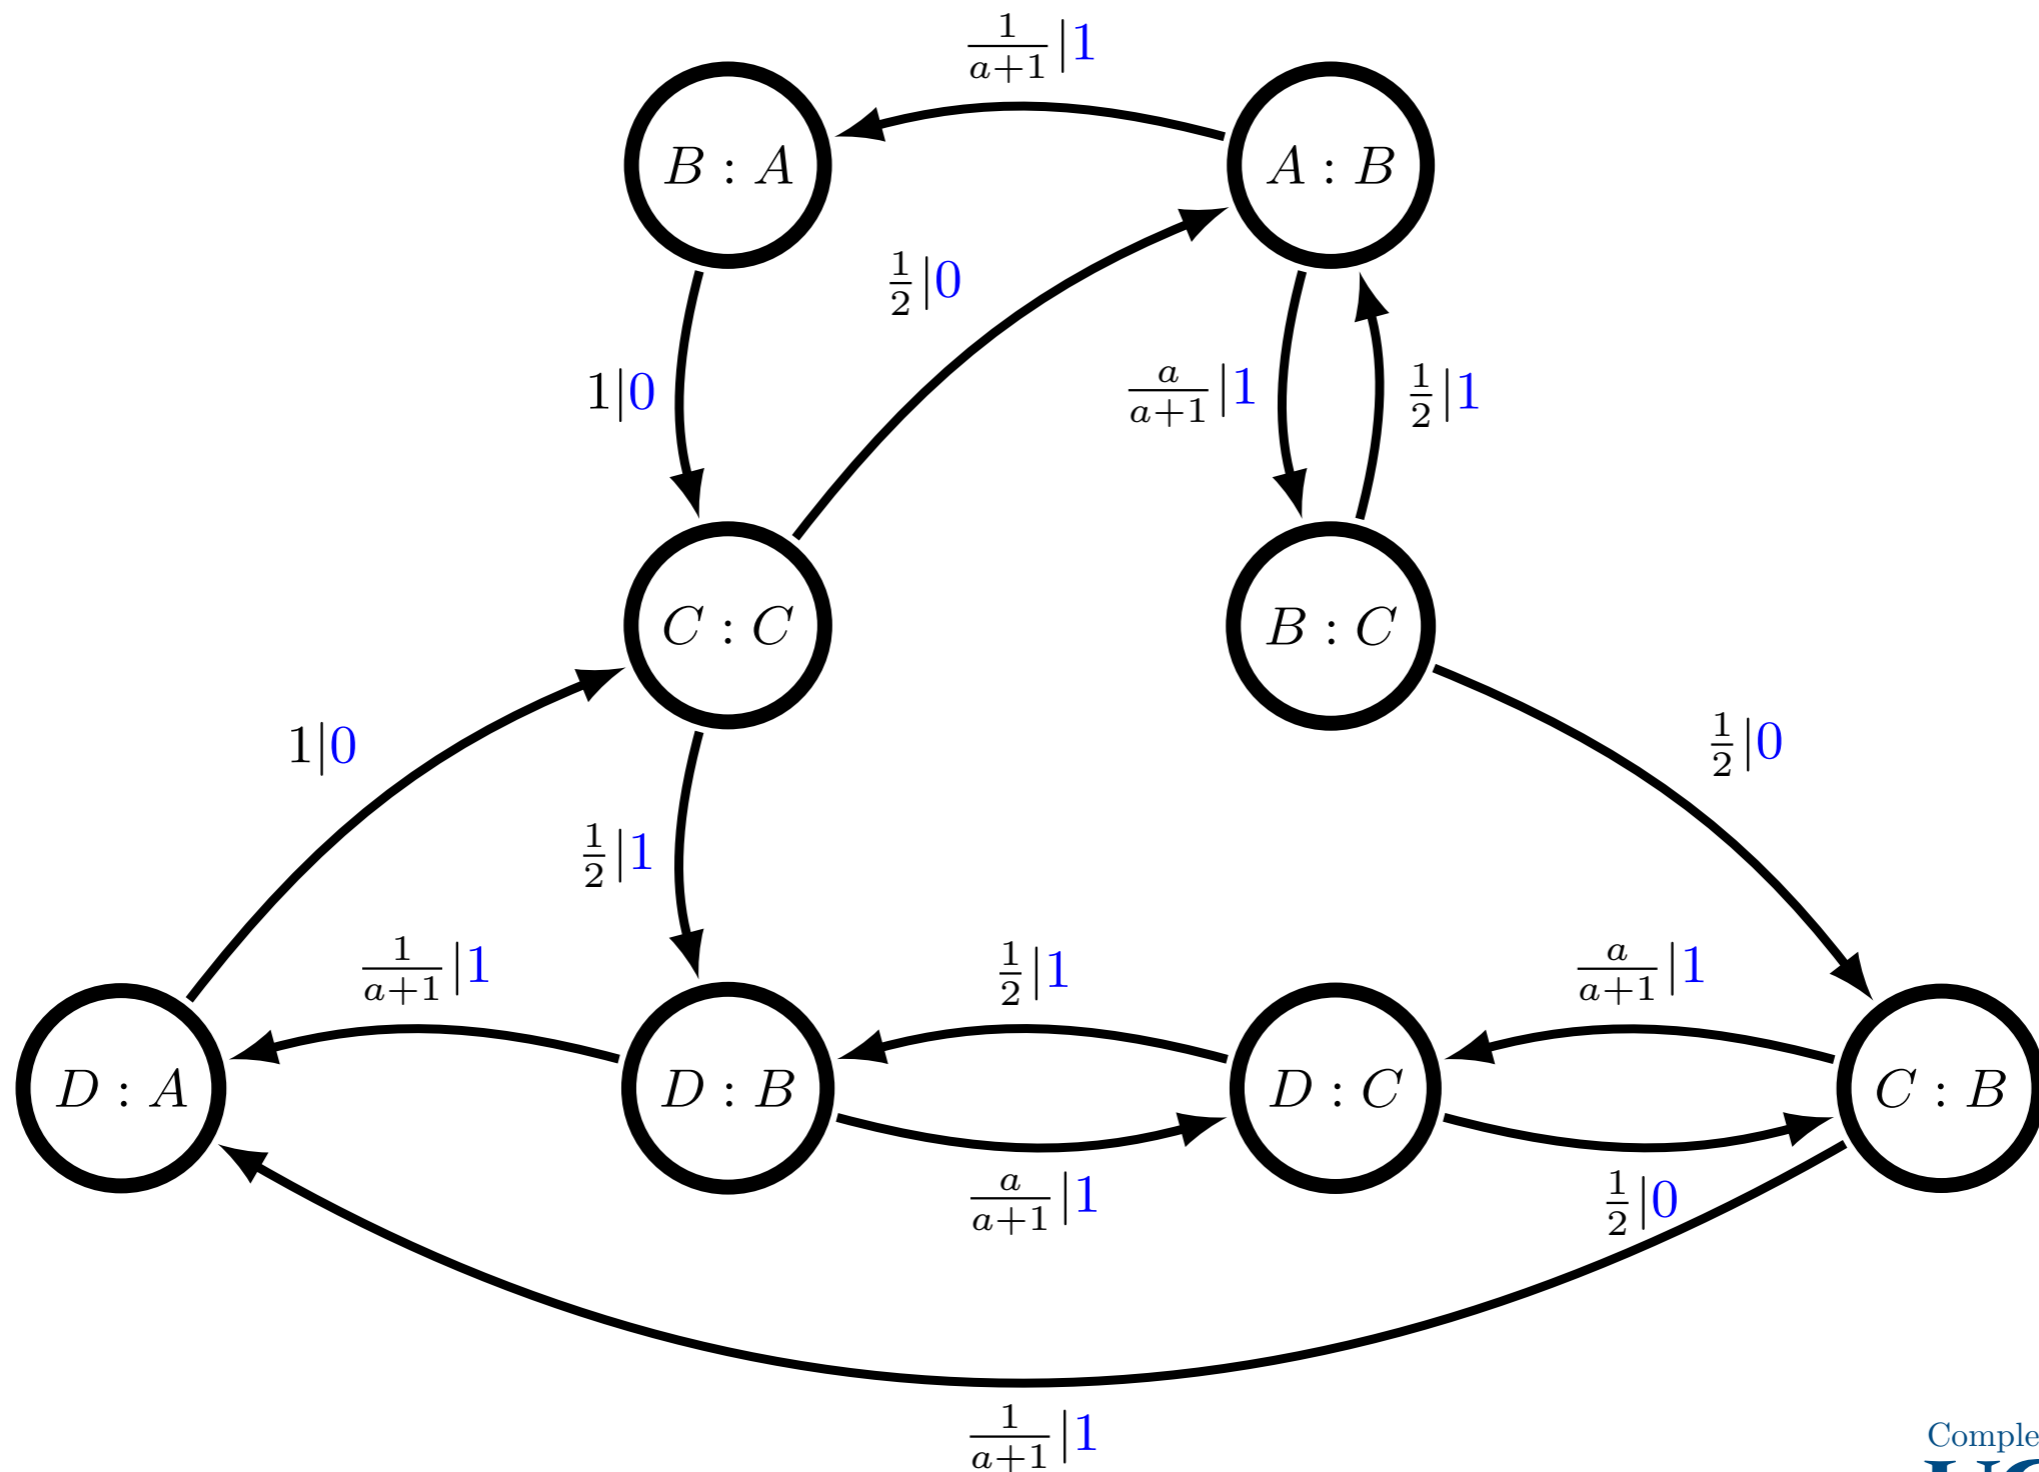 1/(a+1)|1
B : A
A : B
1/2|0
1|0
a/(a+1)|1
1/2|1
C : C
B : C
1|0
1/2|0
1/2|1
1/(a+1)|1
1/2|1
a/(a+1)|1
D : A
D : B
D : C
C : B
a/(a+1)|1
1/2|0
1/(a+1)|1
Comple